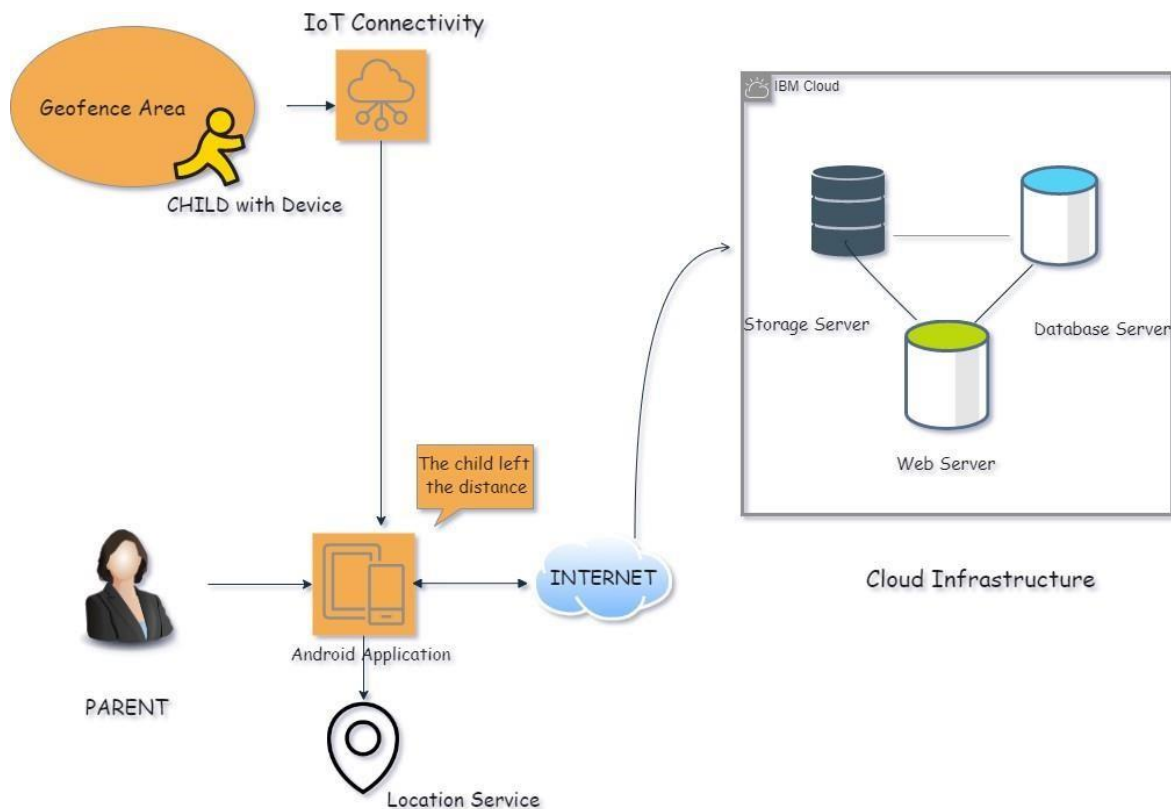 IoT Connectivity
Geofence Area
CHILD with Device
IBM Cloud
Storage Server
Database Server
Web Server
The child left
the distance
INTERNET
Cloud Infrastructure
Android Application
PARENT
Location Service